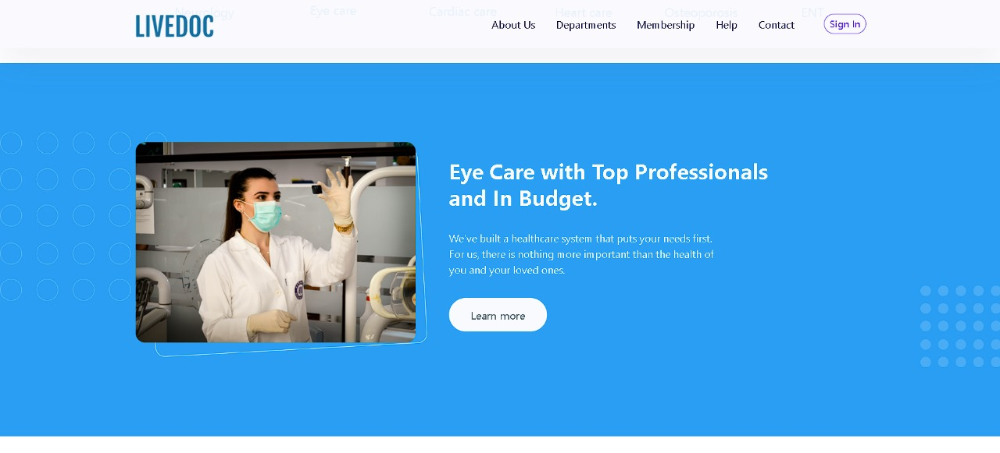 Neurology Eye care Cardiac care Heart care Osteoporosis ENT
LIVEDOC About Us Departments Membership Help Contact Sign In
Eye Care with Top Professionals
and In Budget.
We've built a healthcare system that puts your needs first.
For us, there is nothing more important than the health of
you and your loved ones.
Learn more